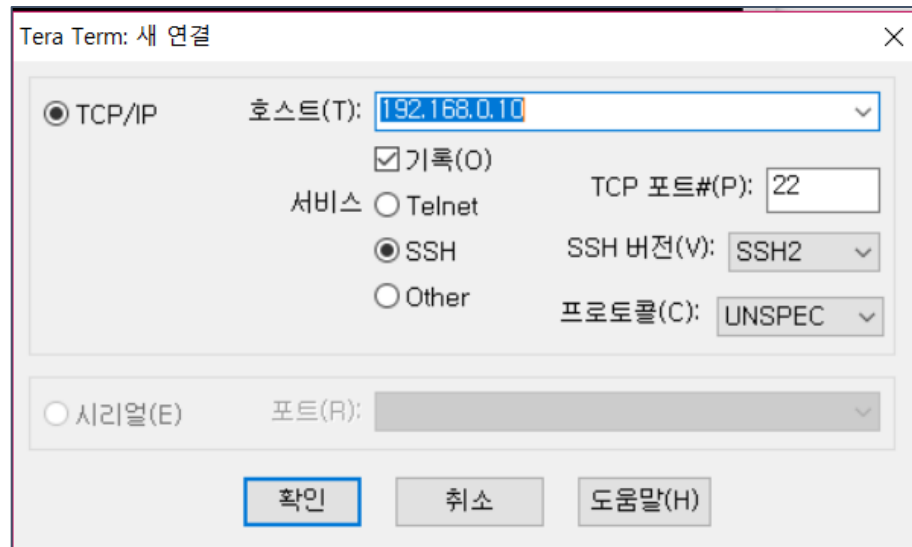 Tera Term: 새 연결
TCP/IP
호스트(T): 192.168.0.10
기록(O)
서비스 Telnet
TCP 포트#(P): 22
SSH
SSH 버전(V): SSH2
Other
프로토콜(C): UNSPEC
시리얼(E)
포트(R):
확인
취소
도움말(H)